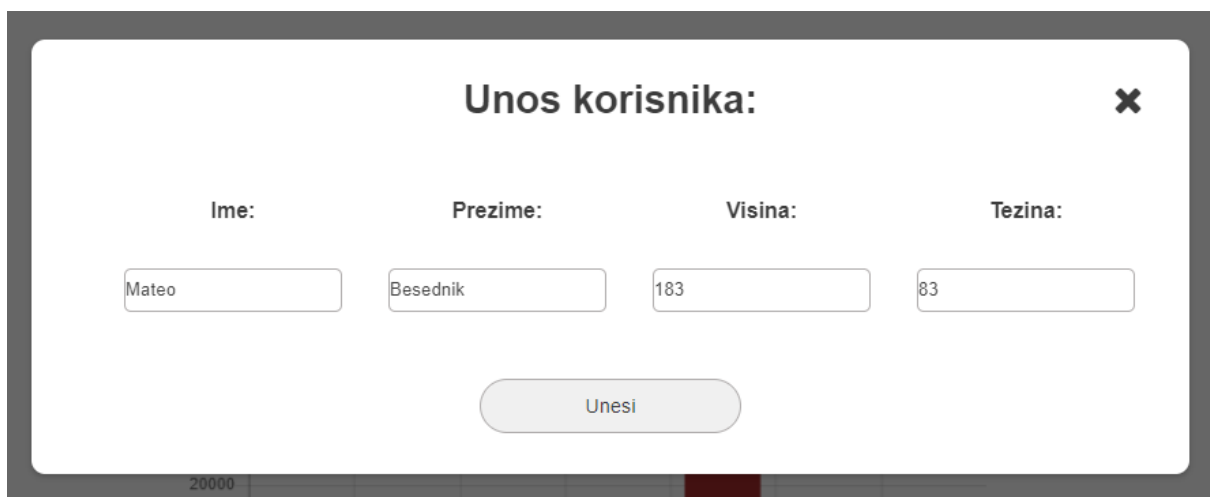 Unos korisnika:
Ime: Prezime: Visina: Tezina:
Mateo Besednik 183 83
Unesi
20000